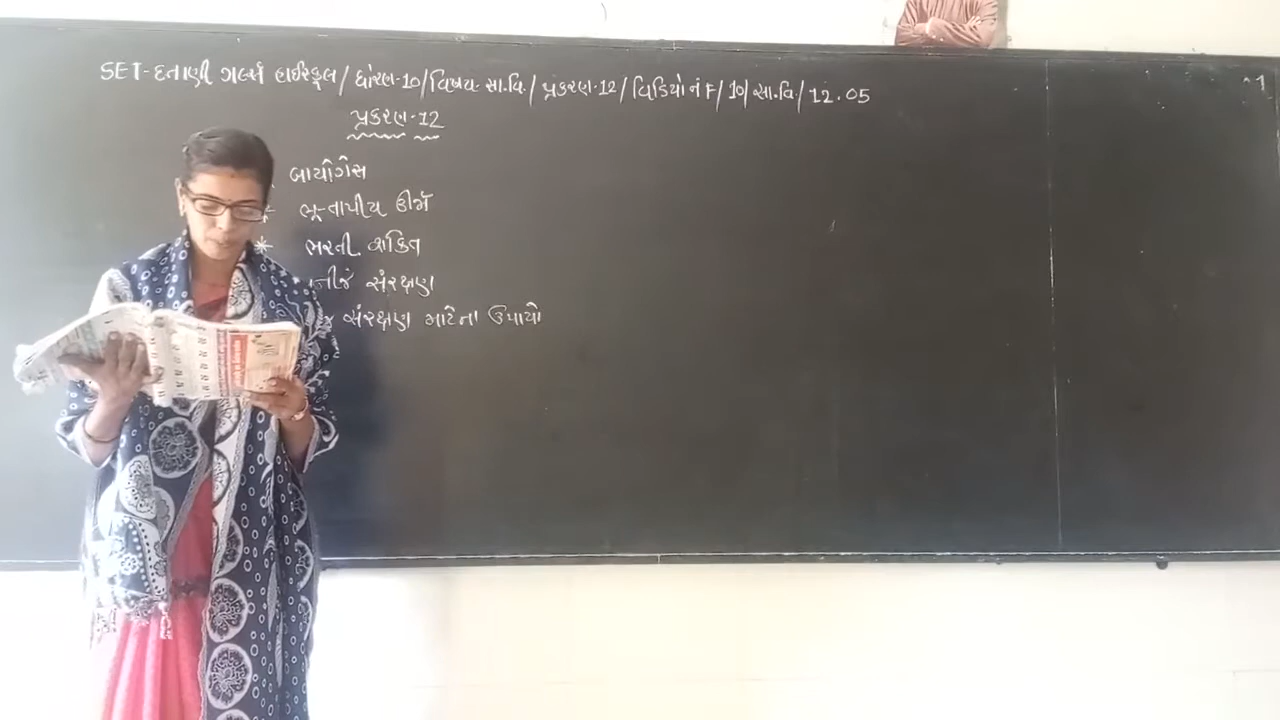 SET-દતાણી ગર્લ્સ હાઈસ્કૂલ/ ધોરણ-10/વિષય- સા.વિ./ પ્રકરણ-12/ વિડિયો નં F/ 10/ સા.વિ./ 12.05
પ્રકરણ-12
બાયોગેસ
* ભૂ-તાપીય ઊર્જા
* ભરતી શક્તિ
સંરક્ષણ
સંરક્ષણ માટેના ઉપાયો